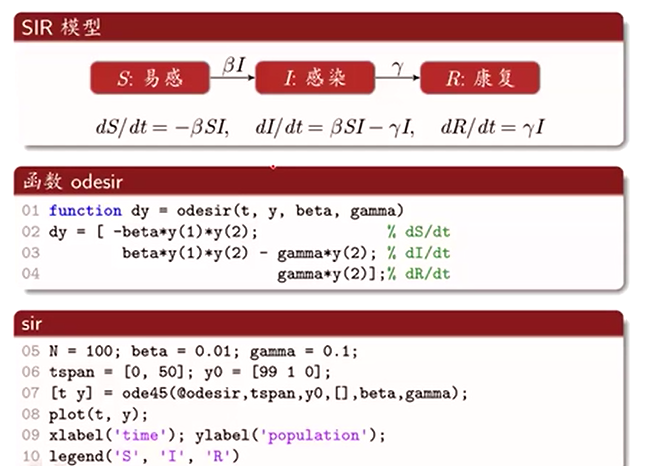 SIR 模型
βI γ
S: 易感 I: 感染 R: 康复
dS/dt = −βSI, dI/dt = βSI − γI, dR/dt = γI
函数 odesir
01 function dy = odesir(t, y, beta, gamma)
02 dy = [ -beta*y(1)*y(2); % dS/dt
03 beta*y(1)*y(2) - gamma*y(2); % dI/dt
04 gamma*y(2)];% dR/dt
sir
05 N = 100; beta = 0.01; gamma = 0.1;
06 tspan = [0, 50]; y0 = [99 1 0];
07 [t y] = ode45(@odesir,tspan,y0,[],beta,gamma);
08 plot(t, y);
09 xlabel('time'); ylabel('population');
10 legend('S', 'I', 'R')